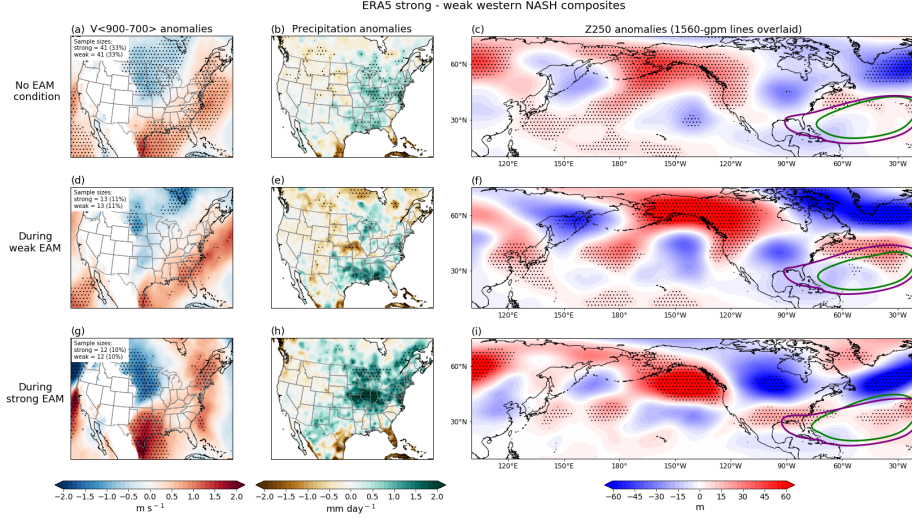 ERA5 strong - weak western NASH composites
(a) V<900-700> anomalies
(b) Precipitation anomalies
(c) Z250 anomalies (1560-gpm lines overlaid)
No EAM
condition
Sample sizes:
strong = 41 (33%)
weak = 41 (33%)
60°N
30°N
60°N
30°N
120°E 150°E 180° 150°W 120°W 90°W 60°W 30°W
(d)
(e)
(f)
During
weak EAM
Sample sizes:
strong = 13 (11%)
weak = 13 (11%)
60°N
30°N
60°N
30°N
120°E 150°E 180° 150°W 120°W 90°W 60°W 30°W
(g)
(h)
(i)
During
strong EAM
Sample sizes:
strong = 12 (10%)
weak = 12 (10%)
60°N
30°N
60°N
30°N
120°E 150°E 180° 150°W 120°W 90°W 60°W 30°W
−2.0 −1.5 −1.0 −0.5 0.0 0.5 1.0 1.5 2.0
m s⁻¹
−2.0 −1.5 −1.0 −0.5 0.0 0.5 1.0 1.5 2.0
mm day⁻¹
−60 −45 −30 −15 0 15 30 45 60
m